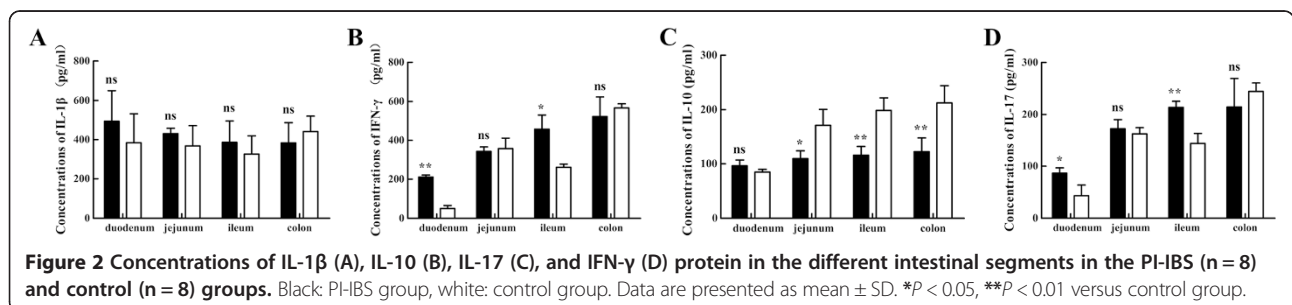 A
B
C
D
Concentrations of IL-1β (pg/ml)
800
600
400
200
0
ns
ns
ns
ns
duodenum jejunum ileum colon
Concentrations of IFN-γ (pg/ml)
800
600
400
200
0
**
ns
*
ns
duodenum jejunum ileum colon
Concentrations of IL-10 (pg/ml)
300
200
100
0
ns
*
**
**
duodenum jejunum ileum colon
Concentrations of IL-17 (pg/ml)
300
200
100
0
*
ns
**
ns
duodenum jejunum ileum colon
Figure 2 Concentrations of IL-1β (A), IL-10 (B), IL-17 (C), and IFN-γ (D) protein in the different intestinal segments in the PI-IBS (n = 8)
and control (n = 8) groups. Black: PI-IBS group, white: control group. Data are presented as mean ± SD. *P < 0.05, **P < 0.01 versus control group.